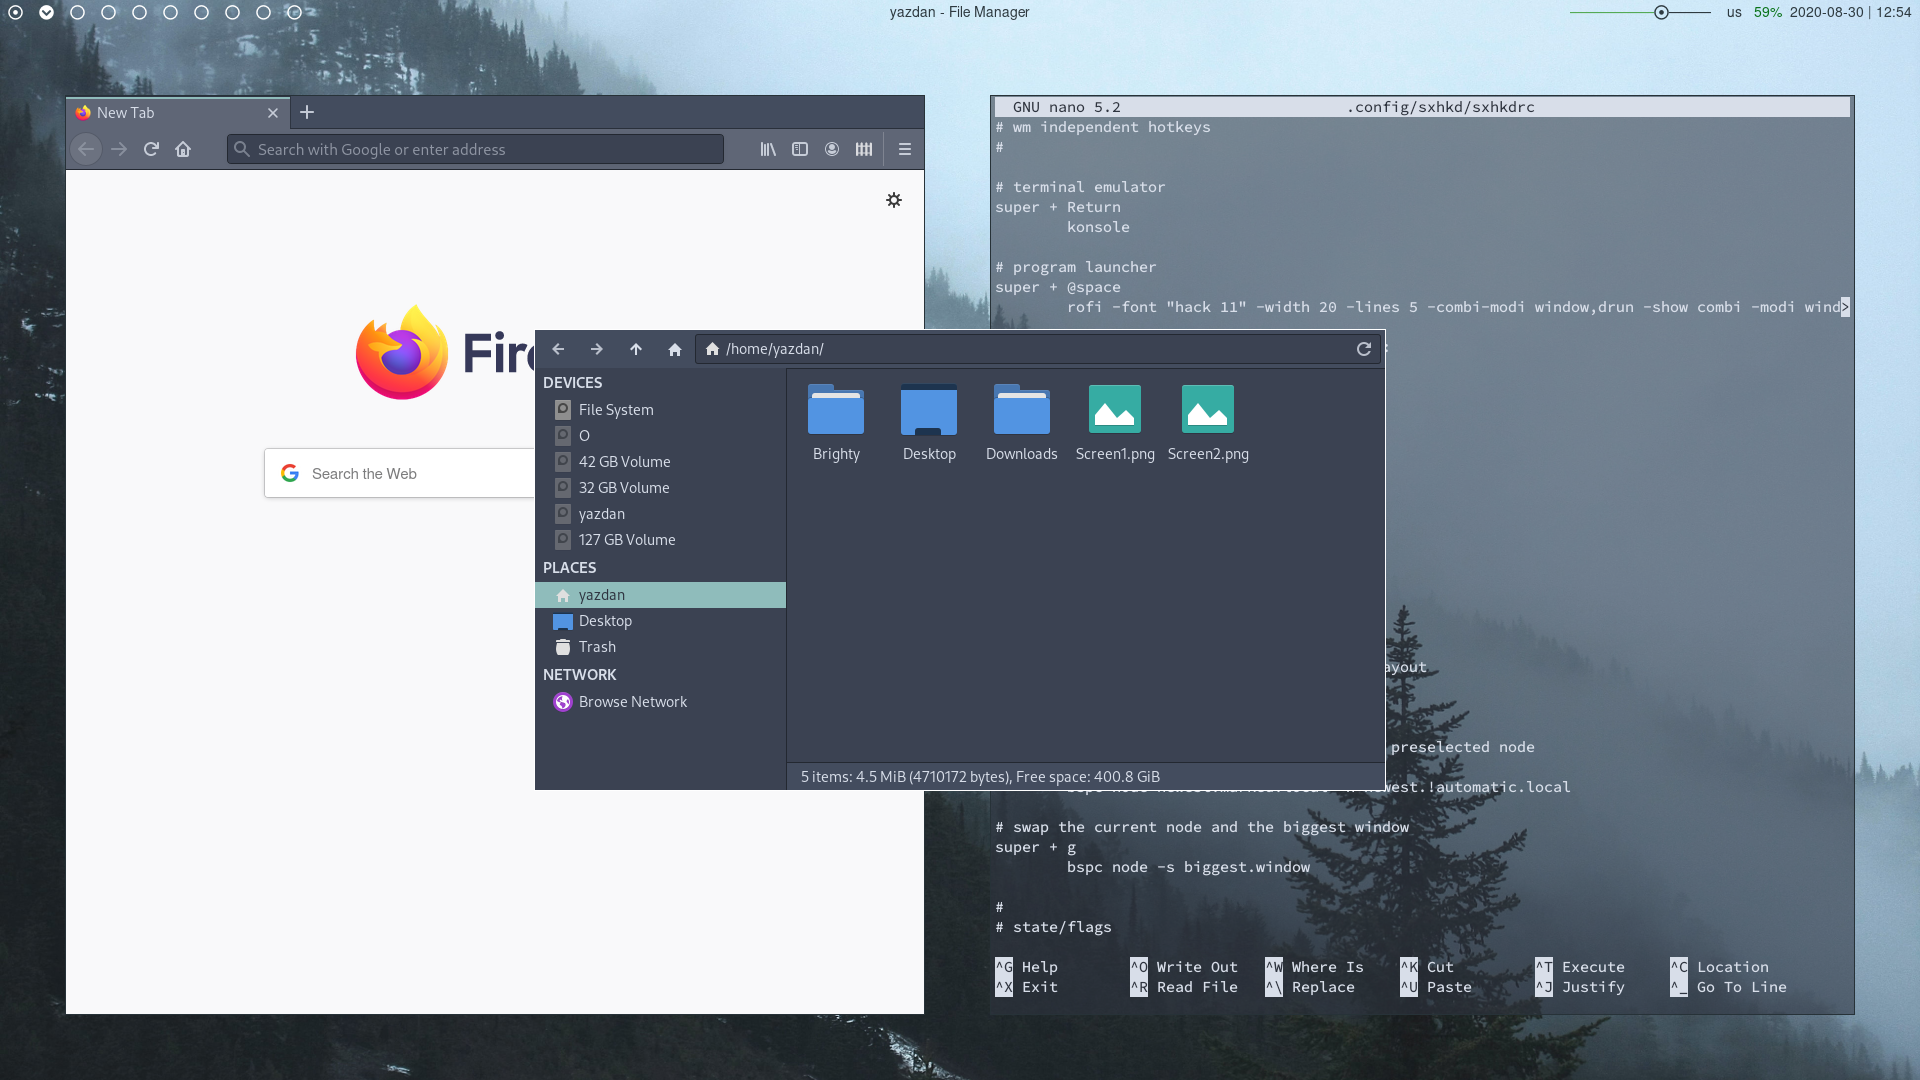 yazdan - File Manager
us 59% 2020-08-30 | 12:54
New Tab
Search with Google or enter address
Search the Web
GNU nano 5.2 .config/sxhkd/sxhkdrc
# wm independent hotkeys
#
# terminal emulator
super + Return
konsole
# program launcher
super + @space
rofi -font "hack 11" -width 20 -lines 5 -combi-modi window,drun -show combi -modi wind>
preselected node
# swap the current node and the biggest window
super + g
bspc node -s biggest.window
#
# state/flags
^G Help ^O Write Out ^W Where Is ^K Cut ^T Execute ^C Location
^X Exit ^R Read File ^\ Replace ^U Paste ^J Justify ^_ Go To Line
/home/yazdan/
DEVICES
File System
O
42 GB Volume
32 GB Volume
yazdan
127 GB Volume
PLACES
yazdan
Desktop
Trash
NETWORK
Browse Network
Brighty
Desktop
Downloads
Screen1.png
Screen2.png
5 items: 4.5 MiB (4710172 bytes), Free space: 400.8 GiB